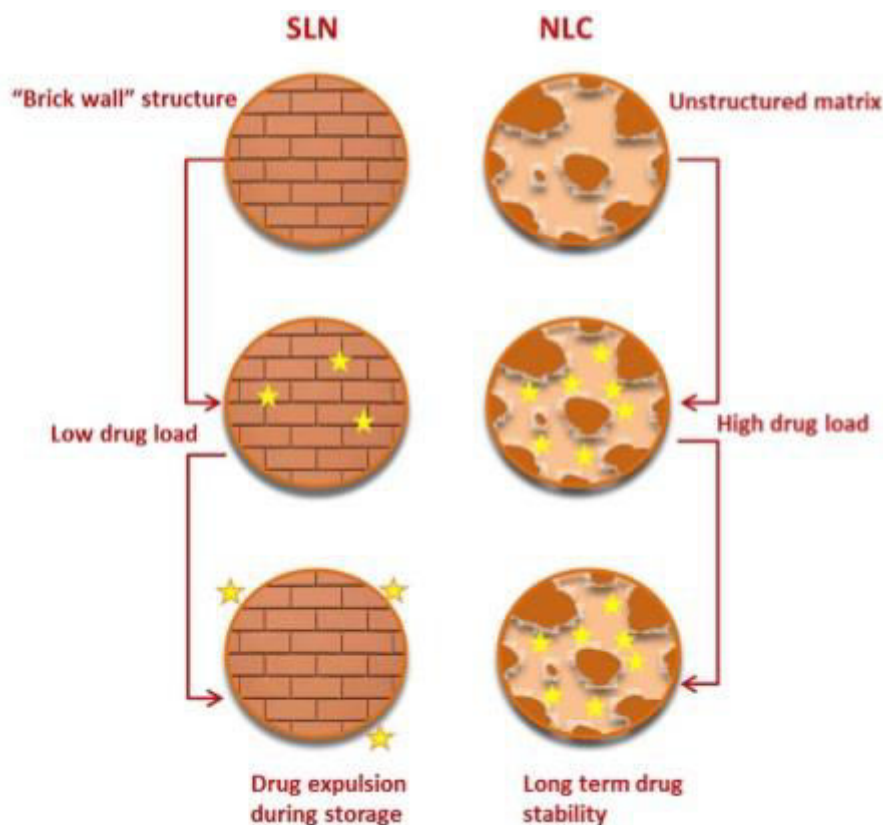 SLN
NLC
“Brick wall” structure
Unstructured matrix
Low drug load
High drug load
Drug expulsion
during storage
Long term drug
stability